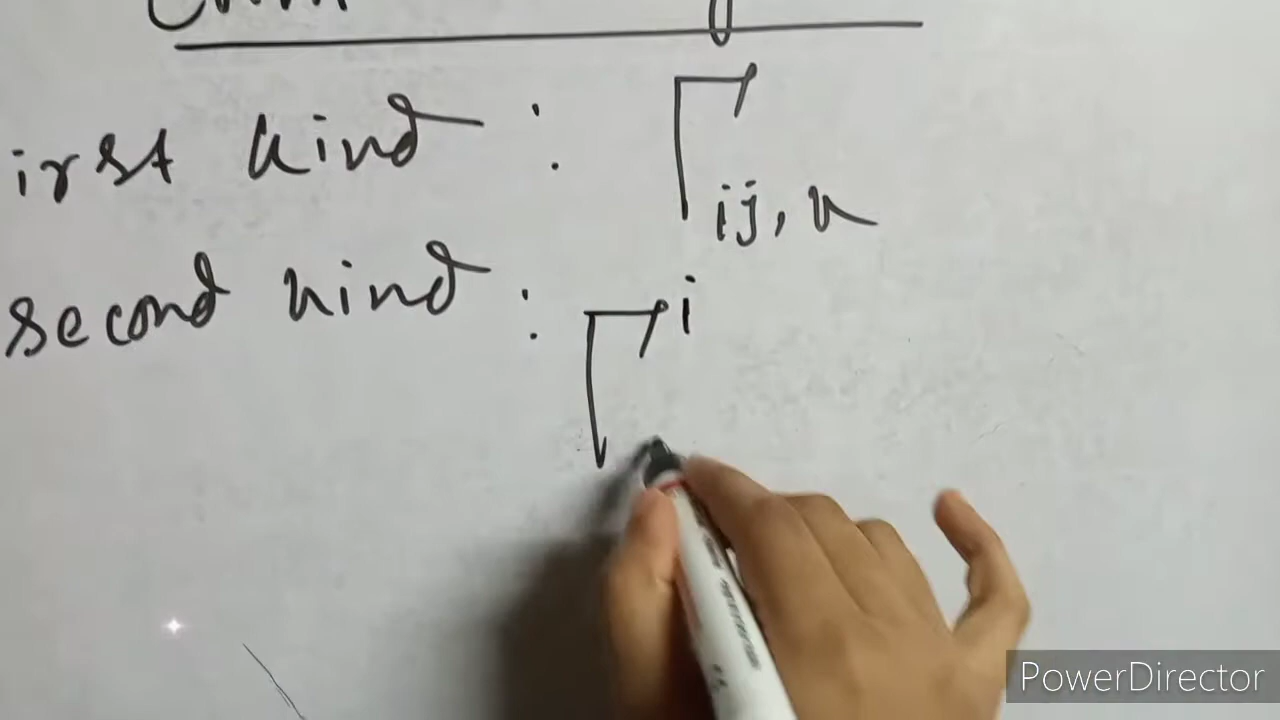 irst kind : Γij, k
second kind : Γi
PowerDirector